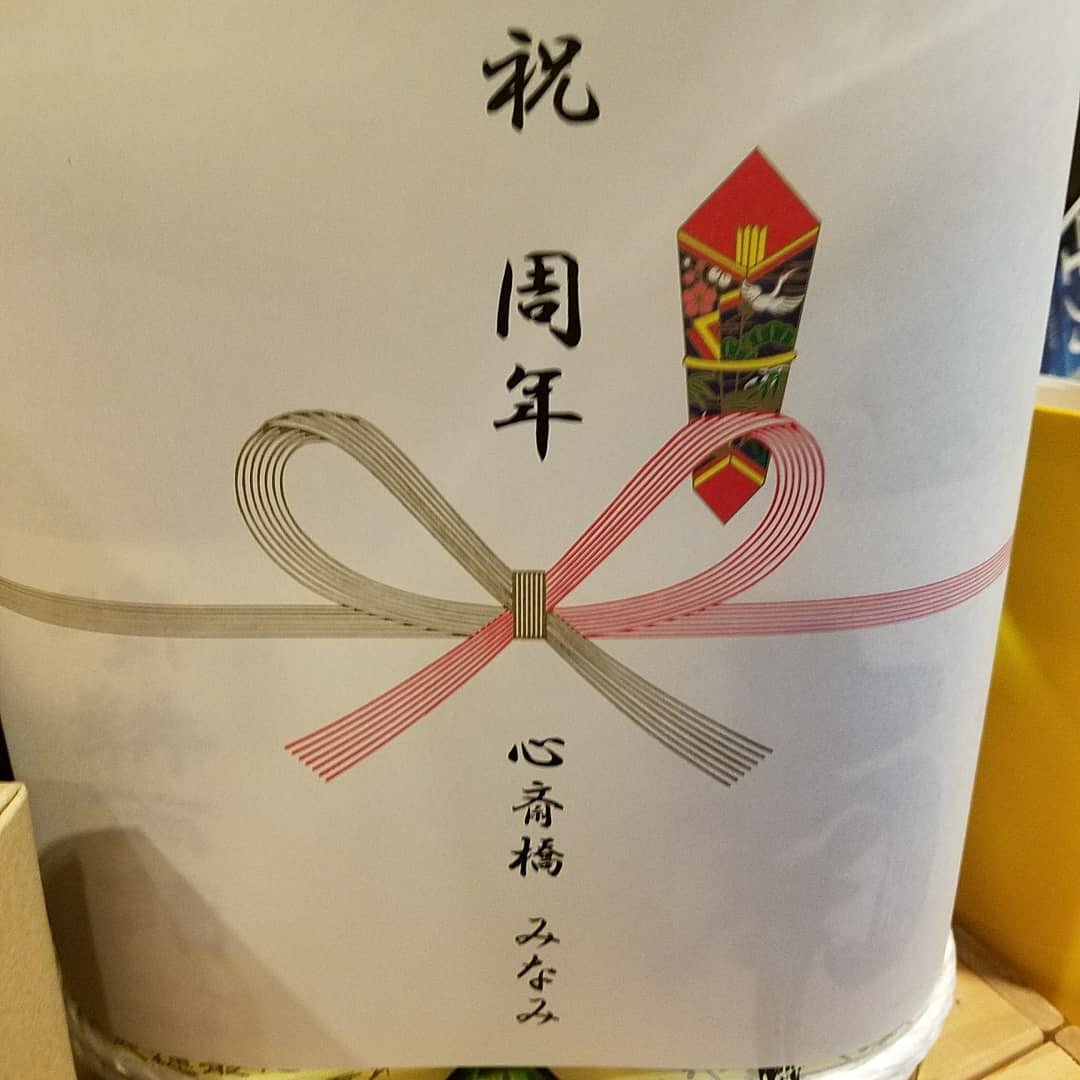 祝
周年
心斎橋 みなみ